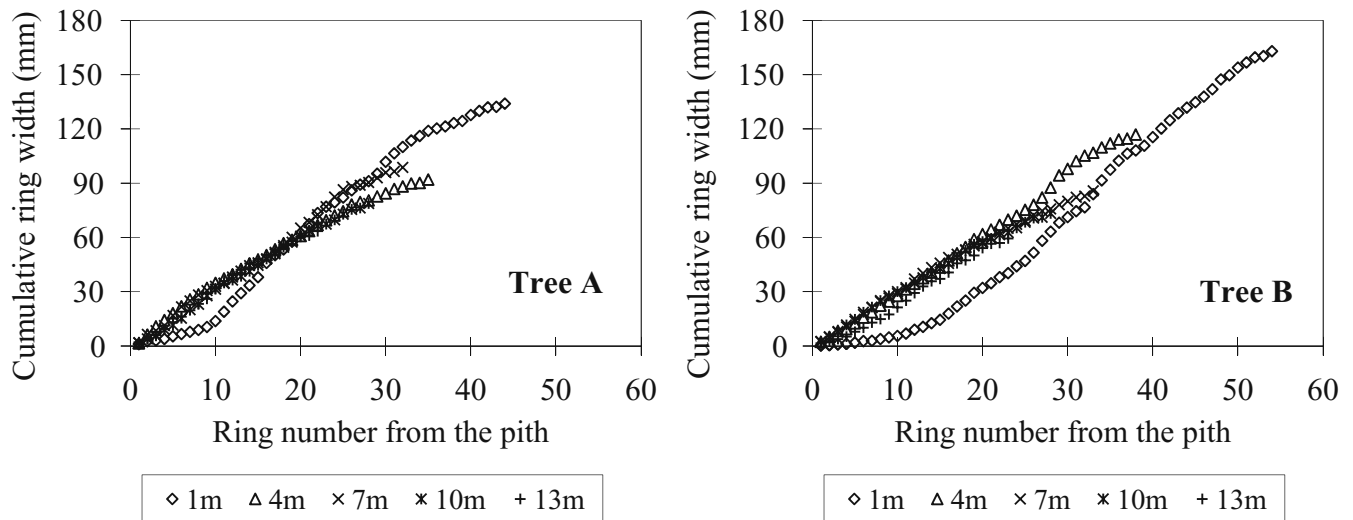 Cumulative ring width (mm)
180
150
120
90
60
30
0
0 10 20 30 40 50 60
Tree A
Ring number from the pith
◇ 1m △ 4m × 7m ж 10m + 13m
Cumulative ring width (mm)
180
150
120
90
60
30
0
0 10 20 30 40 50 60
Tree B
Ring number from the pith
◇ 1m △ 4m × 7m ж 10m + 13m